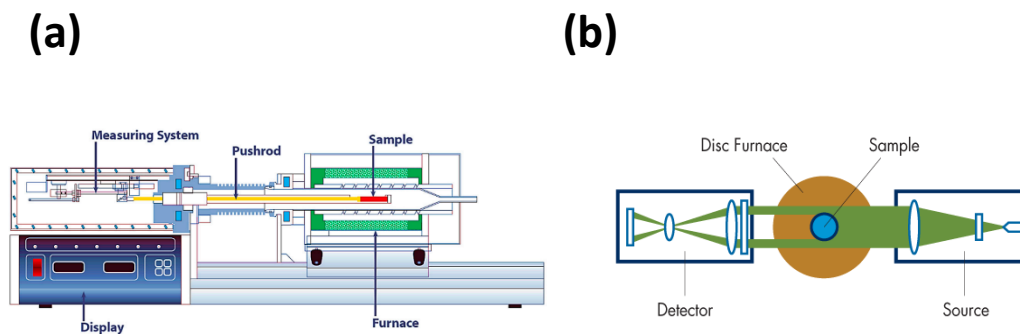 (a)
(b)
Measuring System
Pushrod
Sample
Display
Furnace
Disc Furnace
Sample
Detector
Source